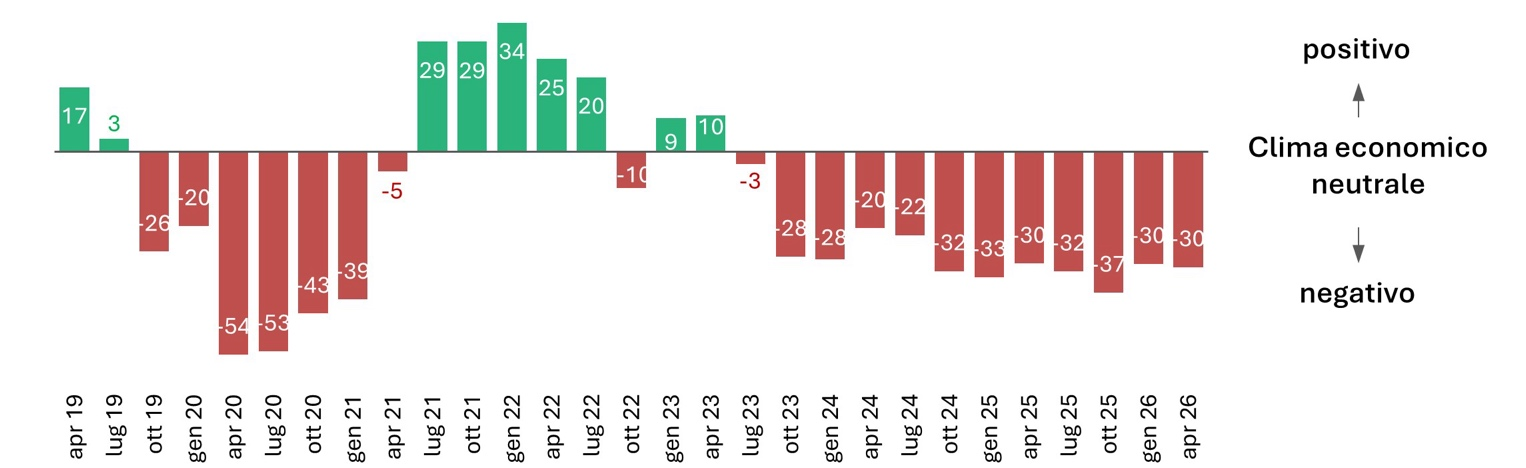 17
3
-26
-20
-54
-53
-43
-39
-5
29
29
34
25
20
-10
9
10
-3
-28
-28
-20
-22
-32
-33
-30
-32
-37
-30
-30
apr 19
lug 19
ott 19
gen 20
apr 20
lug 20
ott 20
gen 21
apr 21
lug 21
ott 21
gen 22
apr 22
lug 22
ott 22
gen 23
apr 23
lug 23
ott 23
gen 24
apr 24
lug 24
ott 24
gen 25
apr 25
lug 25
ott 25
gen 26
apr 26
positivo
Clima economico
neutrale
negativo